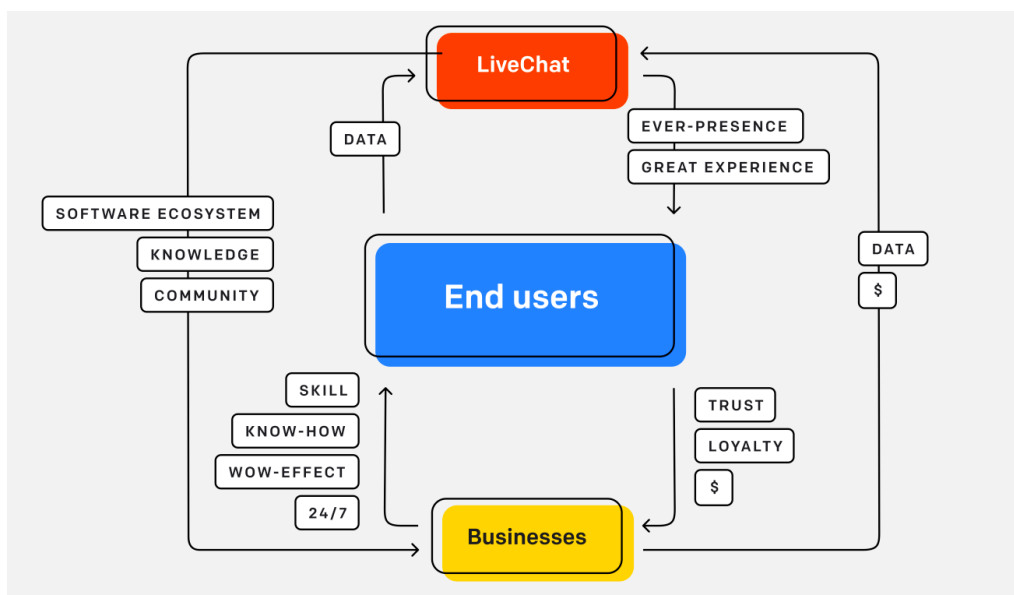 LiveChat
DATA
EVER-PRESENCE
GREAT EXPERIENCE
SOFTWARE ECOSYSTEM
KNOWLEDGE
COMMUNITY
DATA
$
End users
SKILL
KNOW-HOW
WOW-EFFECT
24/7
TRUST
LOYALTY
$
Businesses